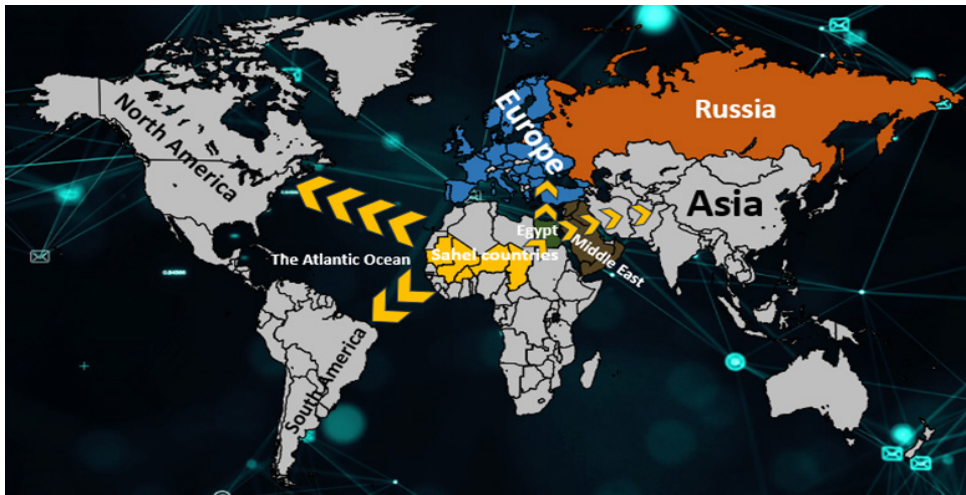 North America
Europe
Russia
Asia
Egypt
Middle East
Sahel countries
The Atlantic Ocean
South America